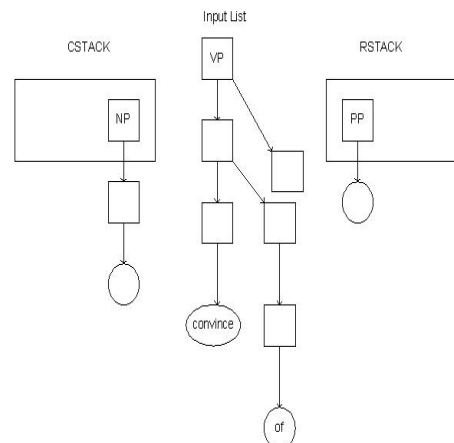 Input List
CSTACK
RSTACK
VP
NP
PP
convince
of